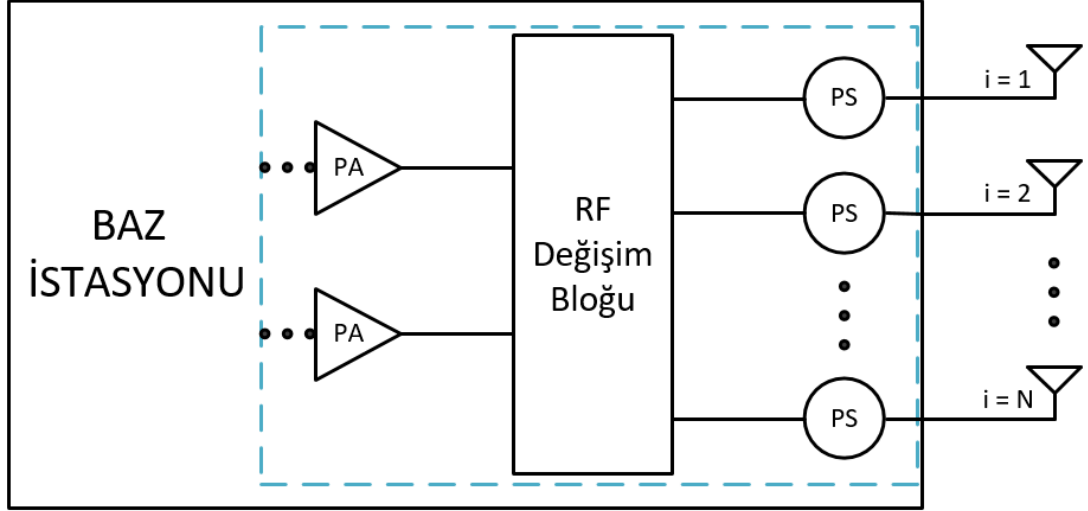 BAZ
İSTASYONU
PA
PA
RF
Değişim
Bloğu
PS
PS
PS
i = 1
i = 2
i = N